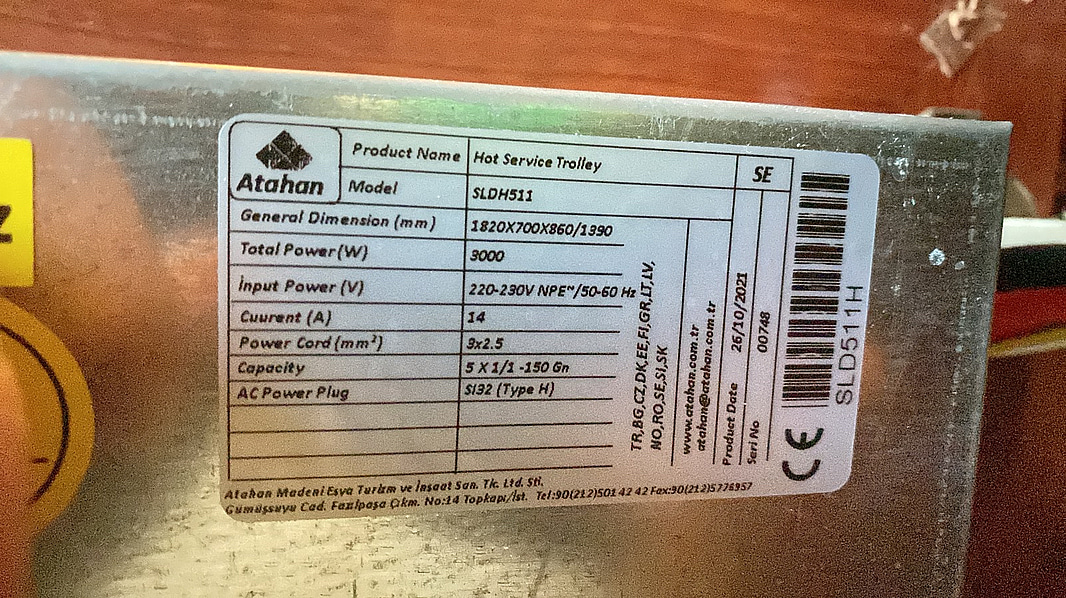 Atahan
Product Name Hot Service Trolley
Model SLDH511
General Dimension (mm) 1820X700X860/1390
Total Power(W) 3000
İnput Power (V) 220-230V NPE~/50-60 Hz
Cuurent (A) 14
Power Cord (mm²) 3x2.5
Capacity 5 X 1/1 -150 Gn
AC Power Plug SI32 (Type H)
TR,BG,CZ,DK,EE,FI,GR,LT,LV,
NO,RO,SE,SI,SK
www.atahan.com.tr
atahan@atahan.com.tr
Product Date 26/10/2021
Seri No 00748
SE
SLD511H
CE
Atahan Madeni Eşya Turizm ve İnşaat San. Tic. Ltd. Şti.
Gümüşsuyu Cad. Fazılpaşa Çıkm. No:14 Topkapı/İst. Tel:90(212)501 42 42 Fax:90(212)5776957